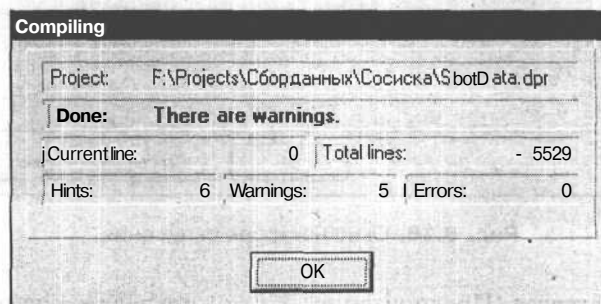 Compiling
Project: F:\Projects\Сборданных\Сосиска\SbotData.dpr
Done: There are warnings.
Current line: 0 Total lines: - 5529
Hints: 6 Warnings: 5 Errors: 0
OK